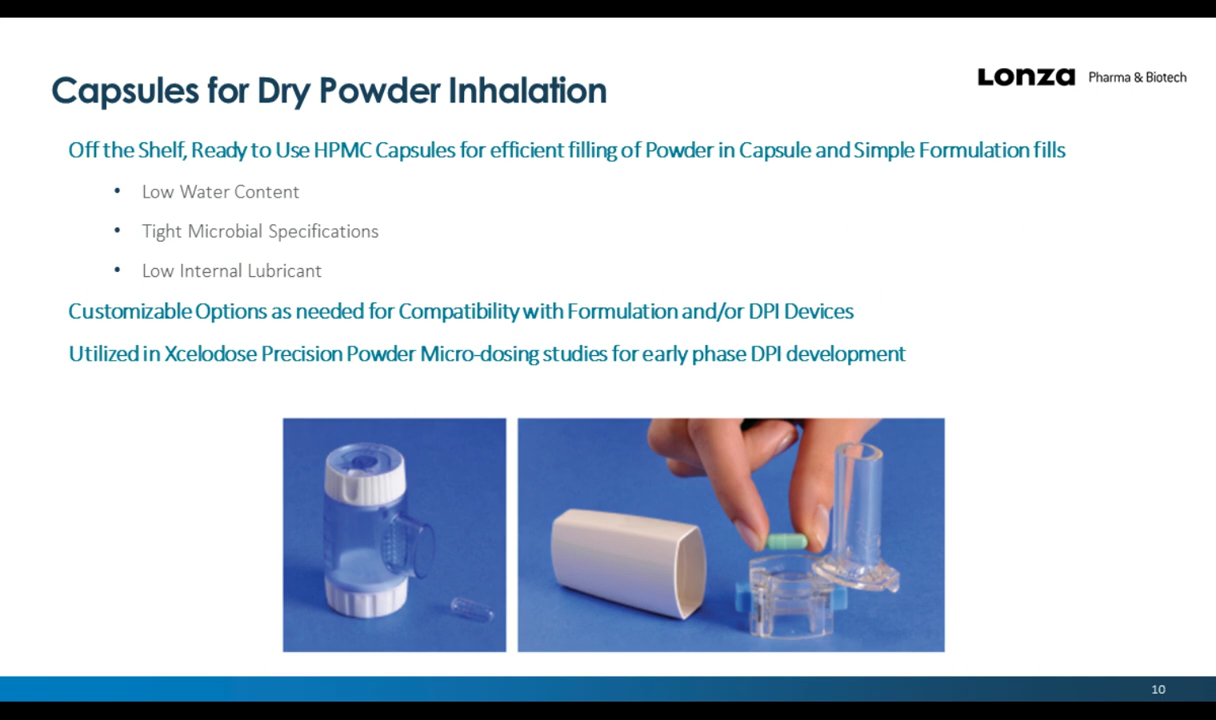 Capsules for Dry Powder Inhalation
Lonza Pharma & Biotech
Off the Shelf, Ready to Use HPMC Capsules for efficient filling of Powder in Capsule and Simple Formulation fills
• Low Water Content
• Tight Microbial Specifications
• Low Internal Lubricant
Customizable Options as needed for Compatibility with Formulation and/or DPI Devices
Utilized in Xcelodose Precision Powder Micro-dosing studies for early phase DPI development
10